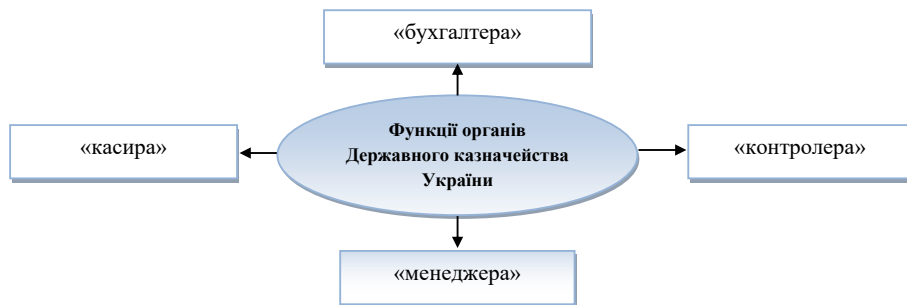 «бухгалтера»
«касира»
Функції органів
Державного казначейства
України
«контролера»
«менеджера»